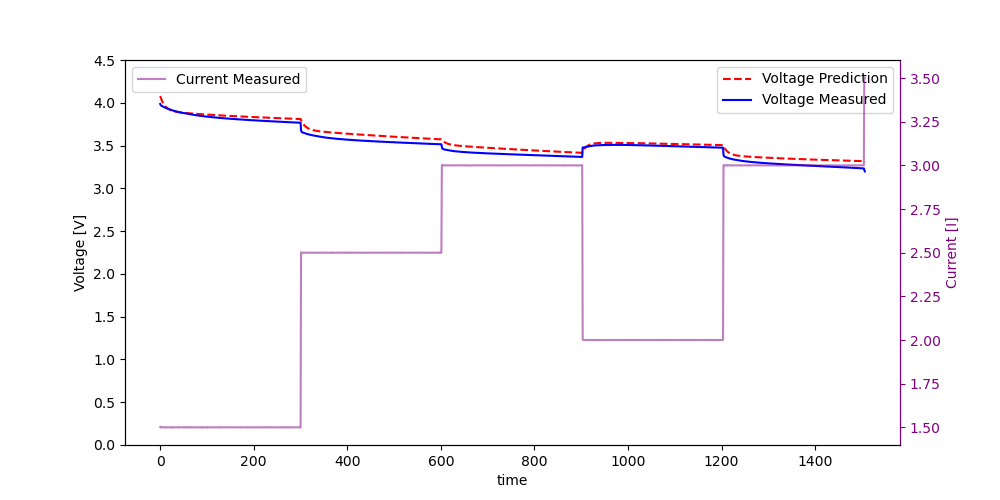 Current Measured
Voltage Prediction
Voltage Measured
Voltage [V]
4.5
4.0
3.5
3.0
2.5
2.0
1.5
1.0
0.5
0.0
3.50
3.25
3.00
2.75
2.50
2.25
2.00
1.75
1.50
Current [I]
0 200 400 600 800 1000 1200 1400
time